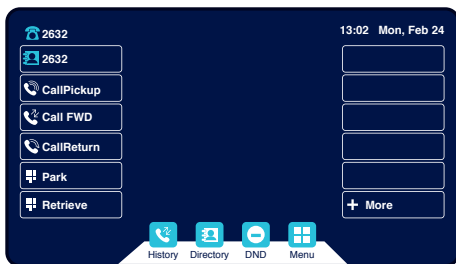 2632
13:02 Mon, Feb 24
2632
CallPickup
Call FWD
CallReturn
Park
Retrieve
+ More
History Directory DND Menu